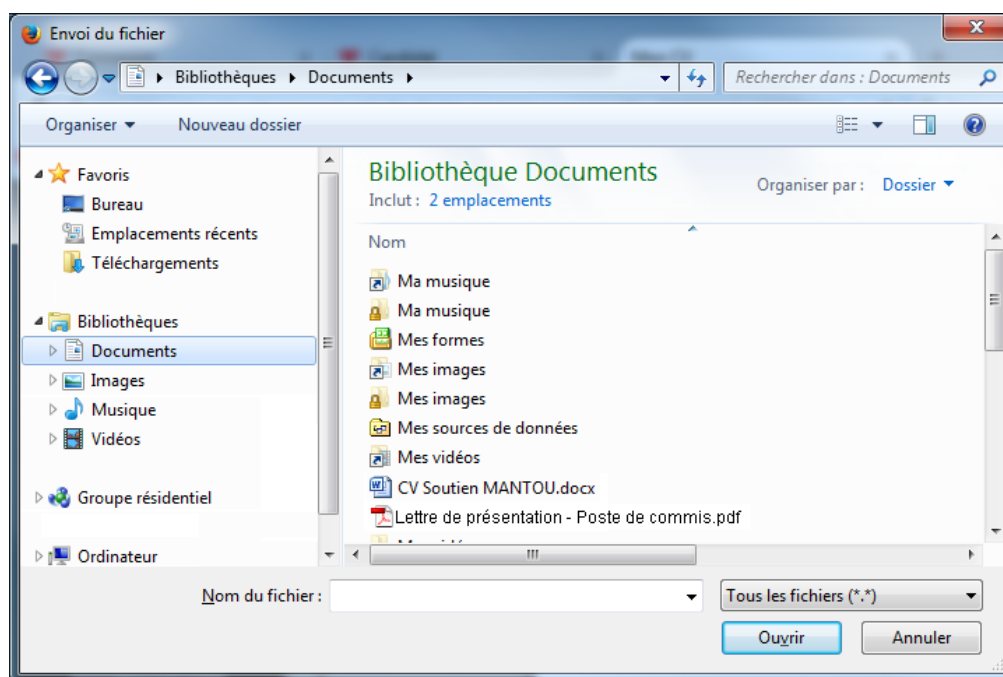 Envoi du fichier
Bibliothèques Documents
Rechercher dans : Documents
Organiser Nouveau dossier
Favoris
Bureau
Emplacements récents
Téléchargements
Bibliothèques
Documents
Images
Musique
Vidéos
Groupe résidentiel
Ordinateur
Bibliothèque Documents
Inclut : 2 emplacements
Organiser par : Dossier
Nom
Ma musique
Ma musique
Mes formes
Mes images
Mes images
Mes sources de données
Mes vidéos
CV Soutien MANTOU.docx
Lettre de présentation - Poste de commis.pdf
Nom du fichier :
Tous les fichiers (*.*)
Ouvrir Annuler